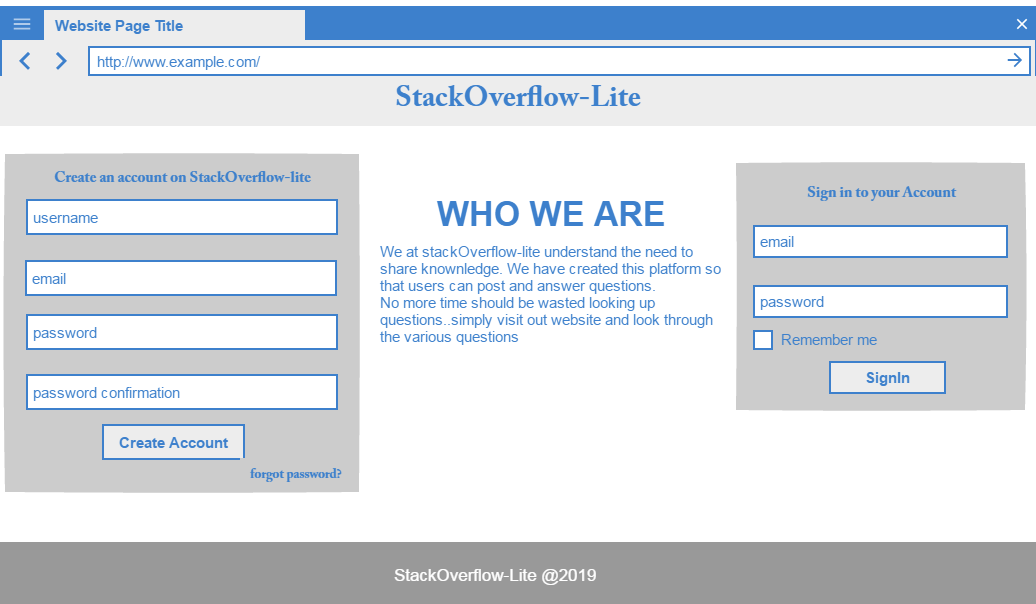 Website Page Title
http://www.example.com/
StackOverflow-Lite
Create an account on StackOverflow-lite
username
email
password
password confirmation
Create Account
forgot password?
WHO WE ARE
We at stackOverflow-lite understand the need to
share knownledge. We have created this platform so
that users can post and answer questions.
No more time should be wasted looking up
questions..simply visit out website and look through
the various questions
Sign in to your Account
email
password
Remember me
SignIn
StackOverflow-Lite @2019